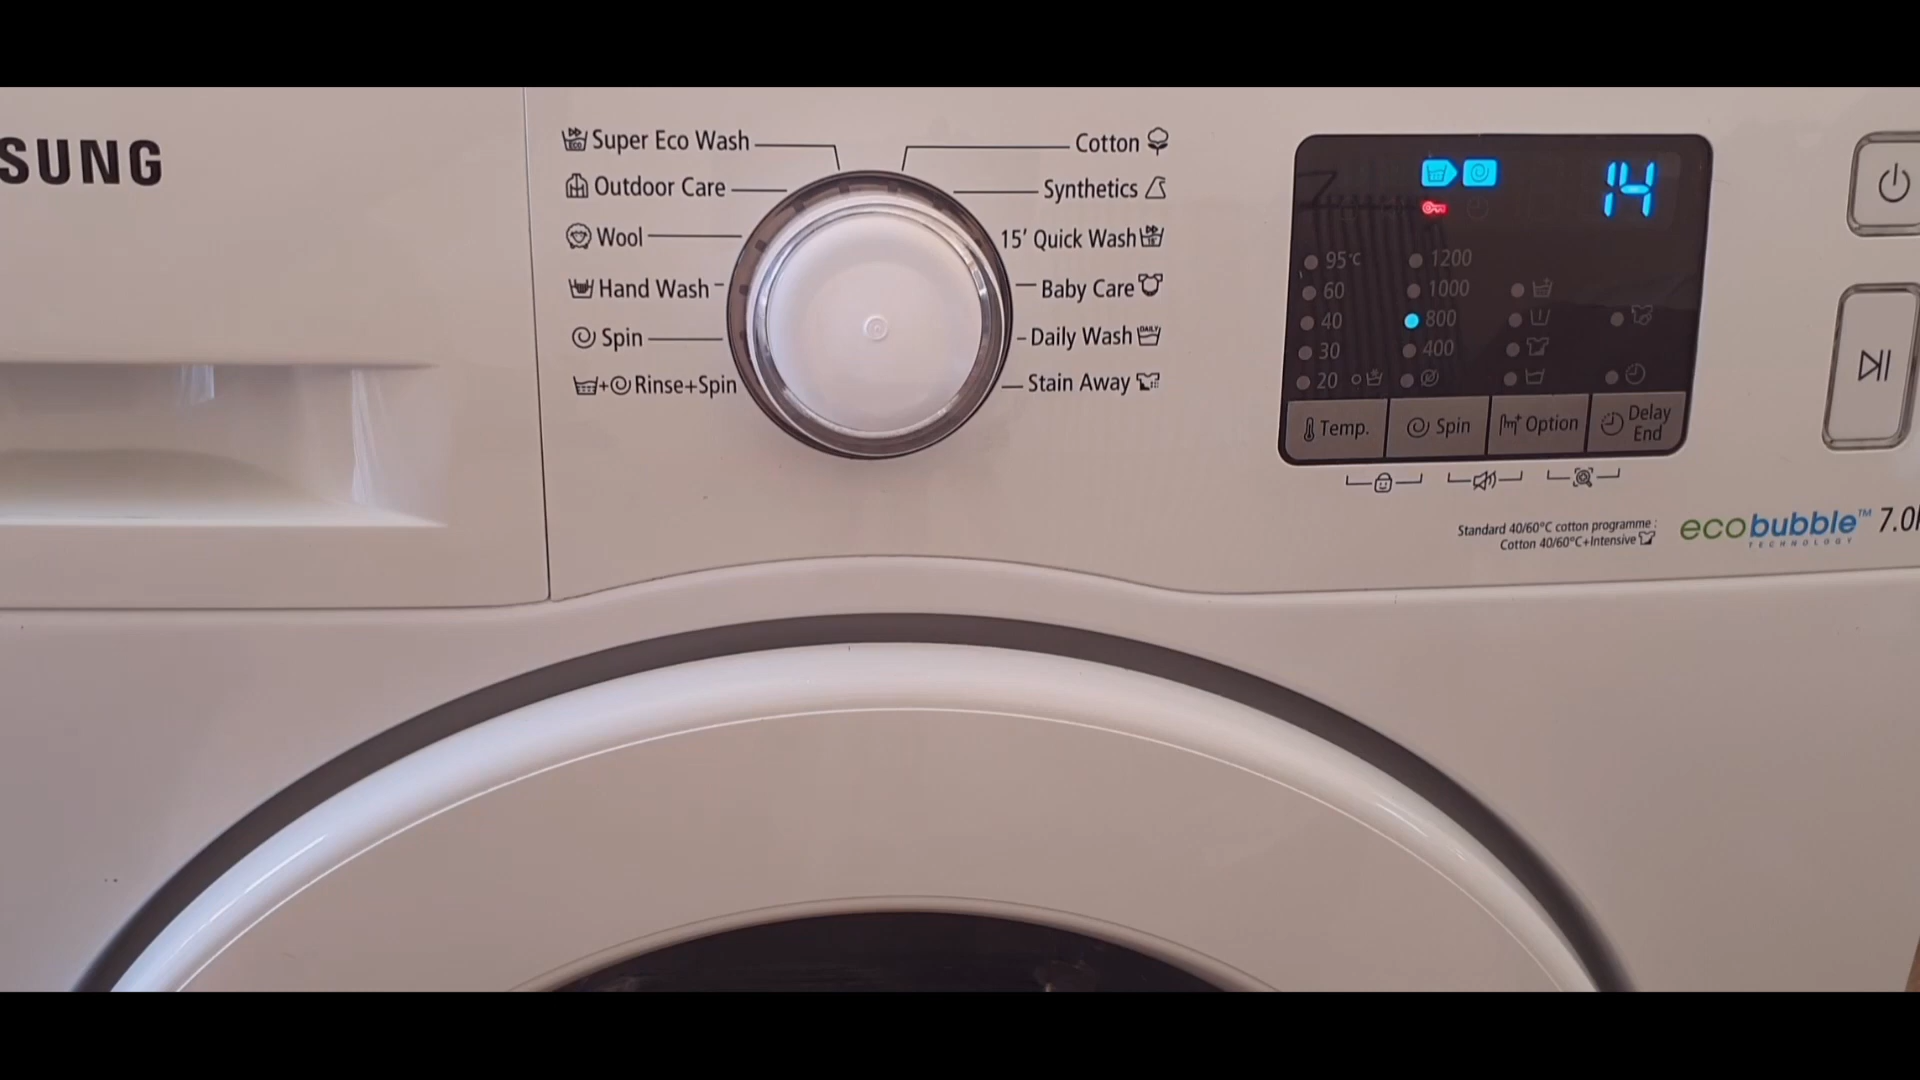 SUNG
Super Eco Wash
Outdoor Care
Wool
Hand Wash
Spin
Rinse+Spin
Cotton
Synthetics
15' Quick Wash
Baby Care
Daily Wash
Stain Away
14
95°C
60
40
30
20
1200
1000
800
400
Temp.
Spin
Option
Delay
End
Standard 40/60°C cotton programme :
Cotton 40/60°C+Intensive
ecobubble™ 7.0
TECHNOLOGY